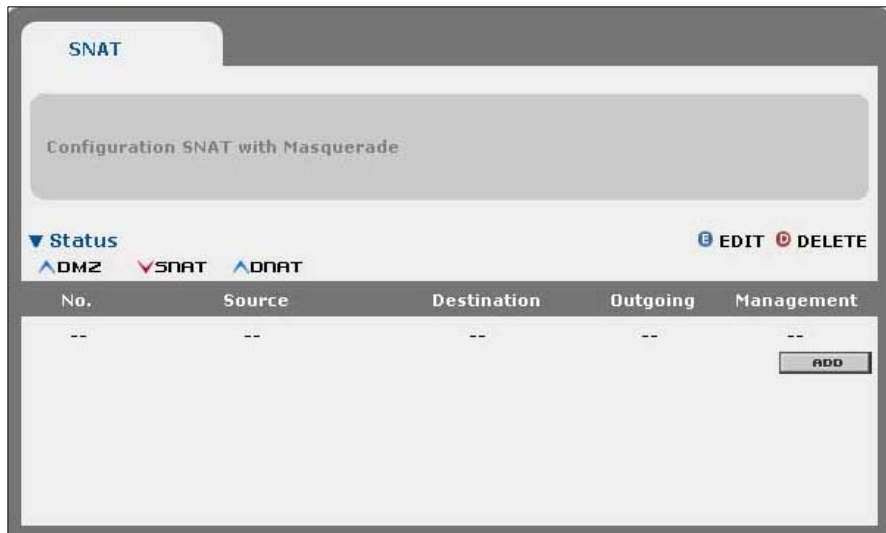 SNAT
Configuration SNAT with Masquerade
▼ Status
E EDIT D DELETE
DMZ SNAT DNAT
No. Source Destination Outgoing Management
-- -- -- -- --
ADD